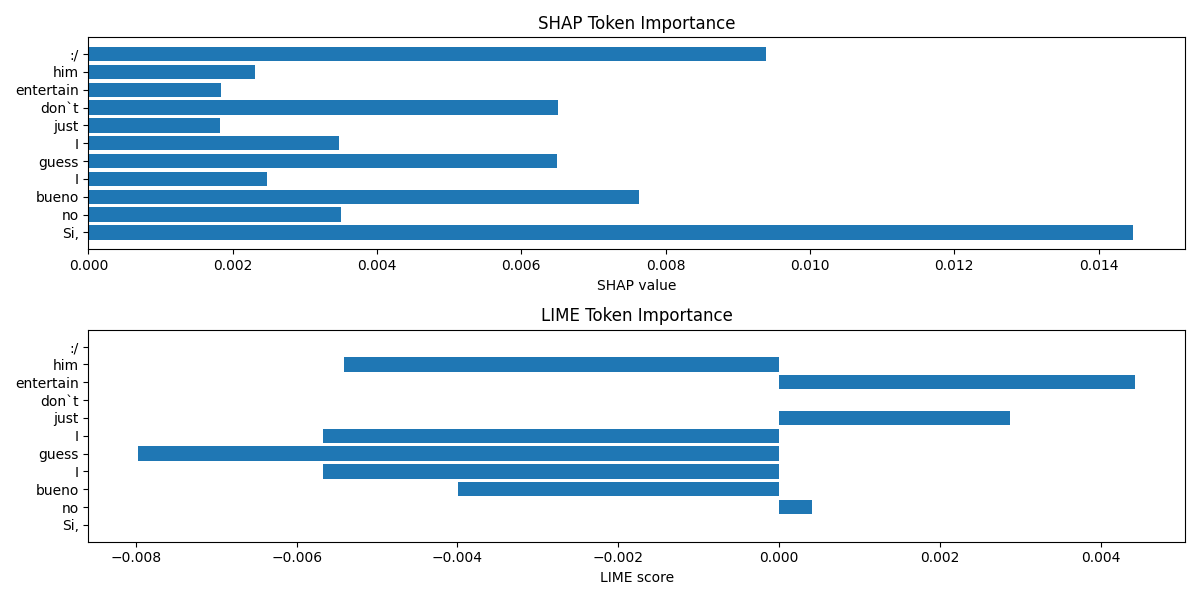 SHAP Token Importance
:/
him
entertain
don`t
just
I
guess
I
bueno
no
Si,
0.000 0.002 0.004 0.006 0.008 0.010 0.012 0.014
SHAP value
LIME Token Importance
:/
him
entertain
don`t
just
I
guess
I
bueno
no
Si,
−0.008 −0.006 −0.004 −0.002 0.000 0.002 0.004
LIME score